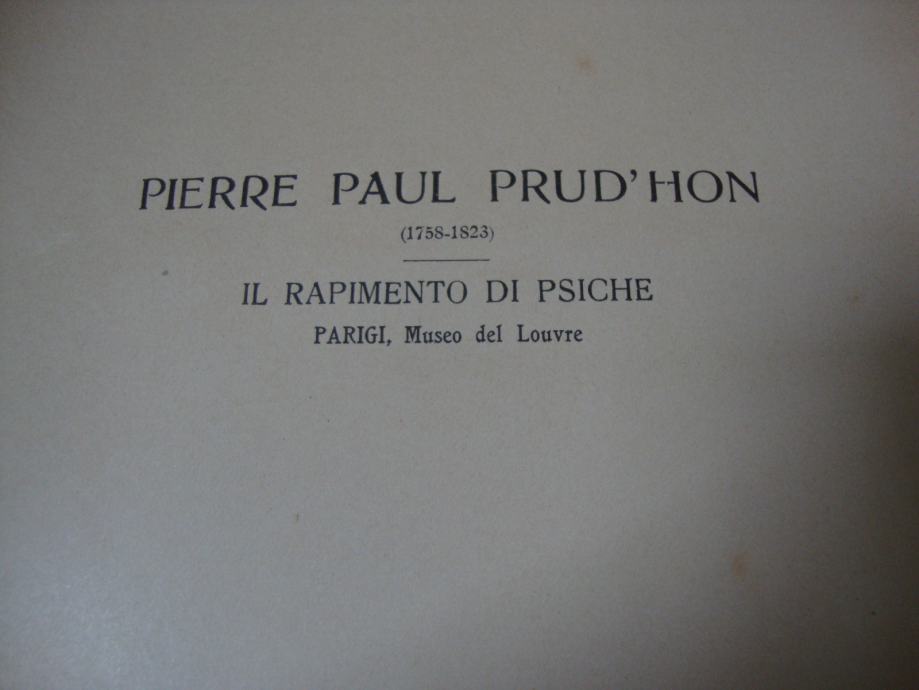 PIERRE PAUL PRUD'HON
(1758-1823)
IL RAPIMENTO DI PSICHE
PARIGI, Museo del Louvre